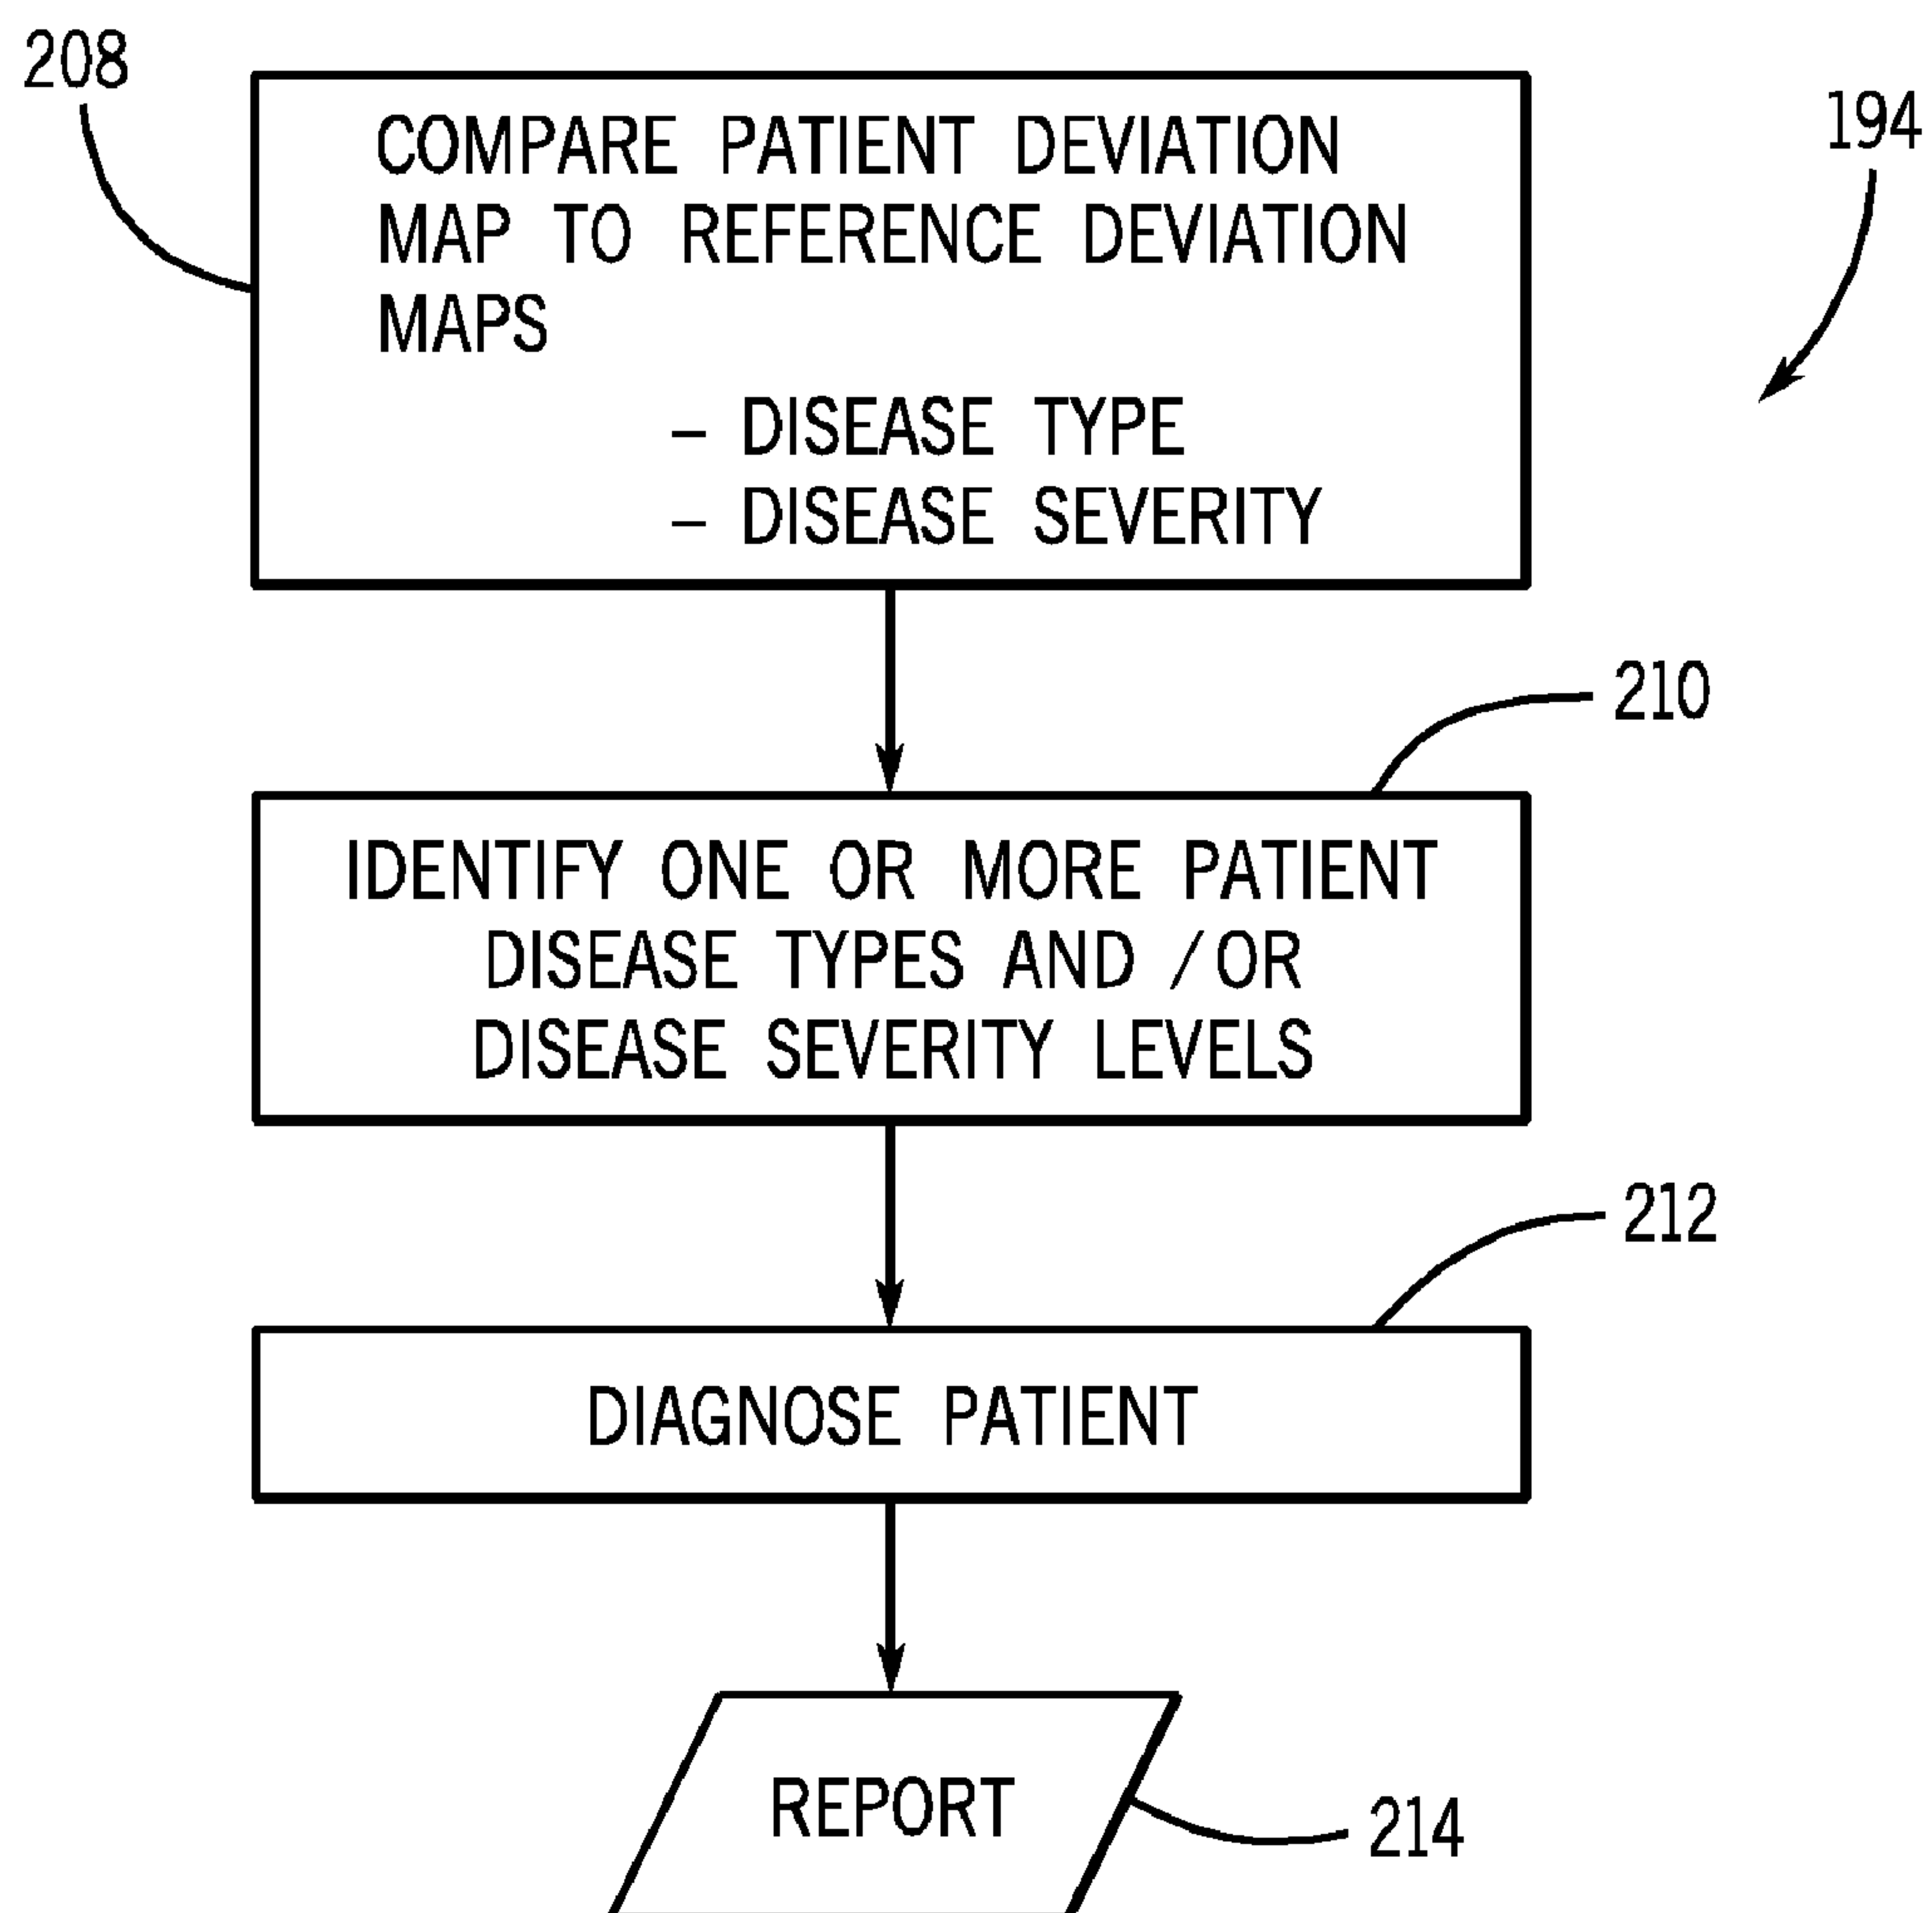 208
194
COMPARE PATIENT DEVIATION
MAP TO REFERENCE DEVIATION
MAPS
– DISEASE TYPE
– DISEASE SEVERITY
210
IDENTIFY ONE OR MORE PATIENT
DISEASE TYPES AND /OR
DISEASE SEVERITY LEVELS
212
DIAGNOSE PATIENT
REPORT
214